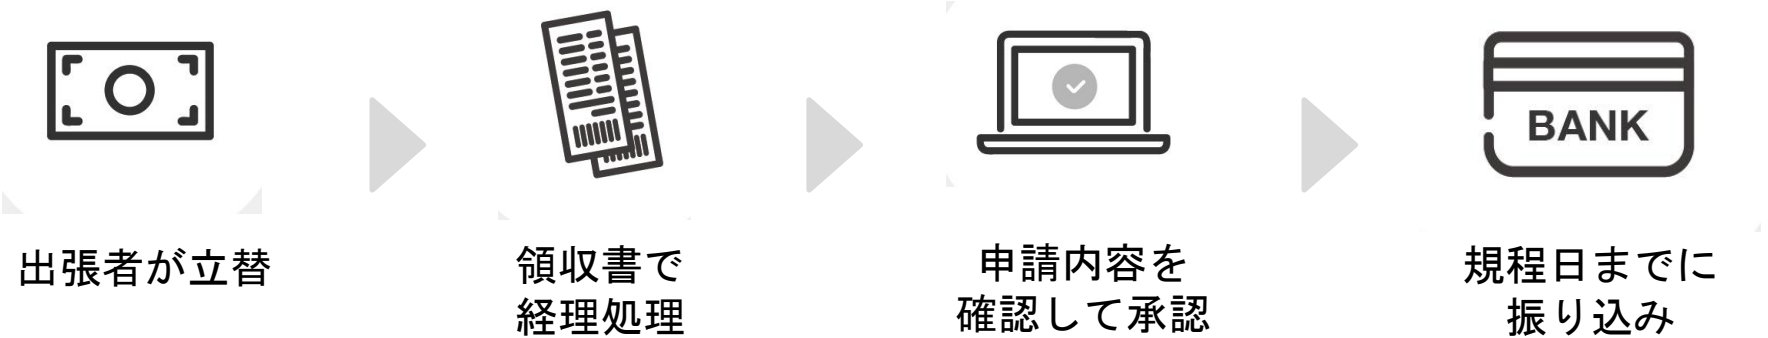 BANK
出張者が立替
領収書で
経理処理
申請内容を
確認して承認
規程日までに
振り込み